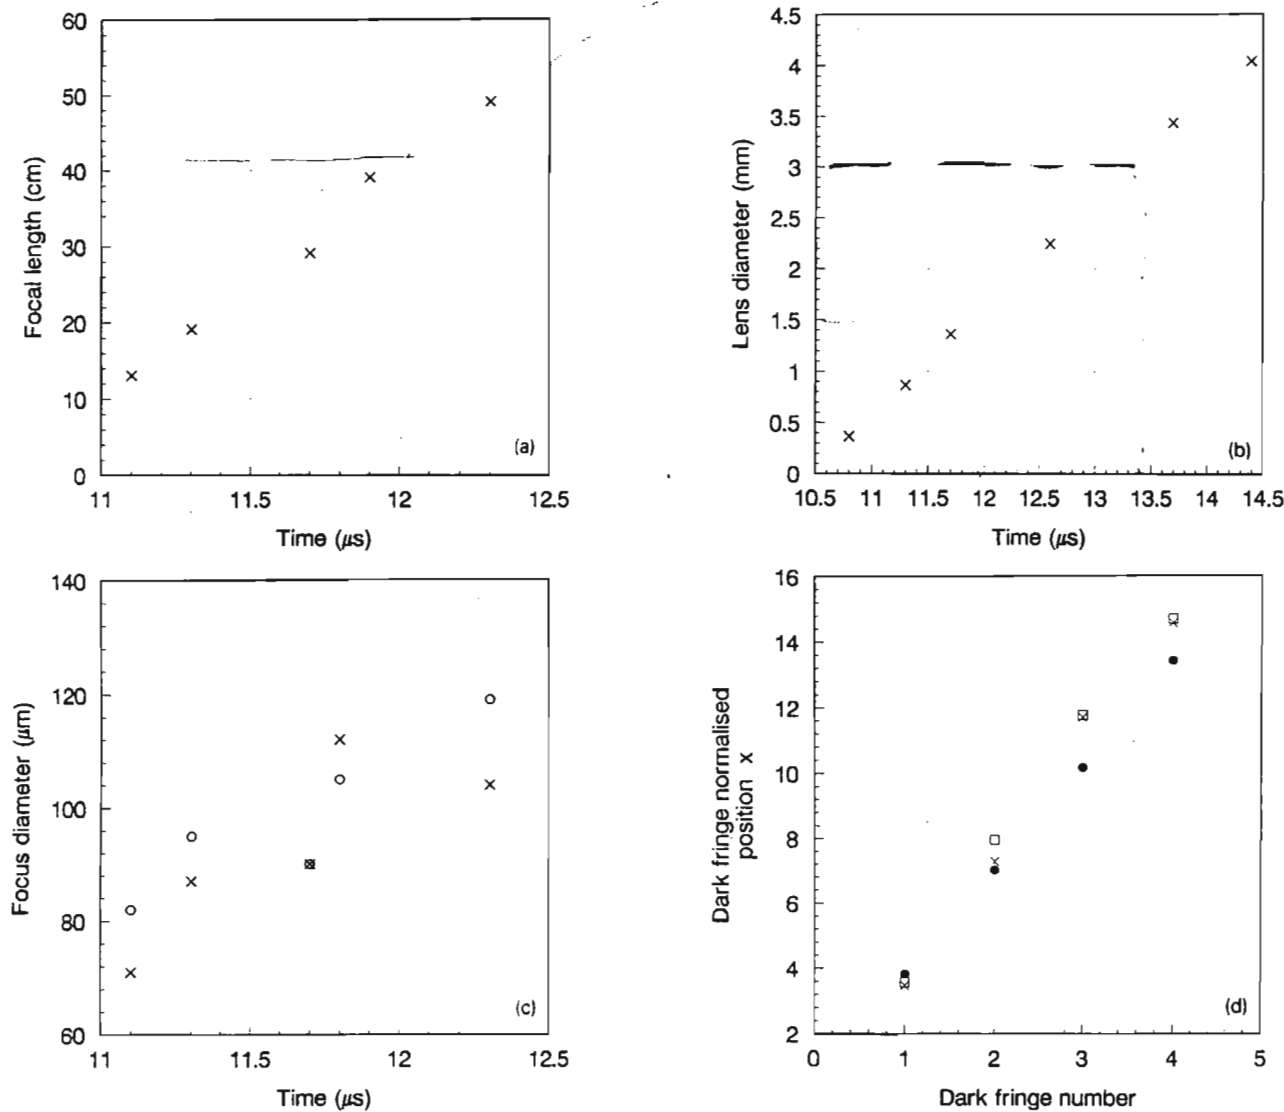 60
50
40
30
20
10
0
Focal length (cm)
(a)
11 11.5 12 12.5
Time (μs)
4.5
4
3.5
3
2.5
2
1.5
1
0.5
0
Lens diameter (mm)
(b)
10.5 11 11.5 12 12.5 13 13.5 14 14.5
Time (μs)
140
120
100
80
60
Focus diameter (μm)
(c)
11 11.5 12 12.5
Time (μs)
16
14
12
10
8
6
4
2
Dark fringe normalised
position ×
(d)
0 1 2 3 4 5
Dark fringe number